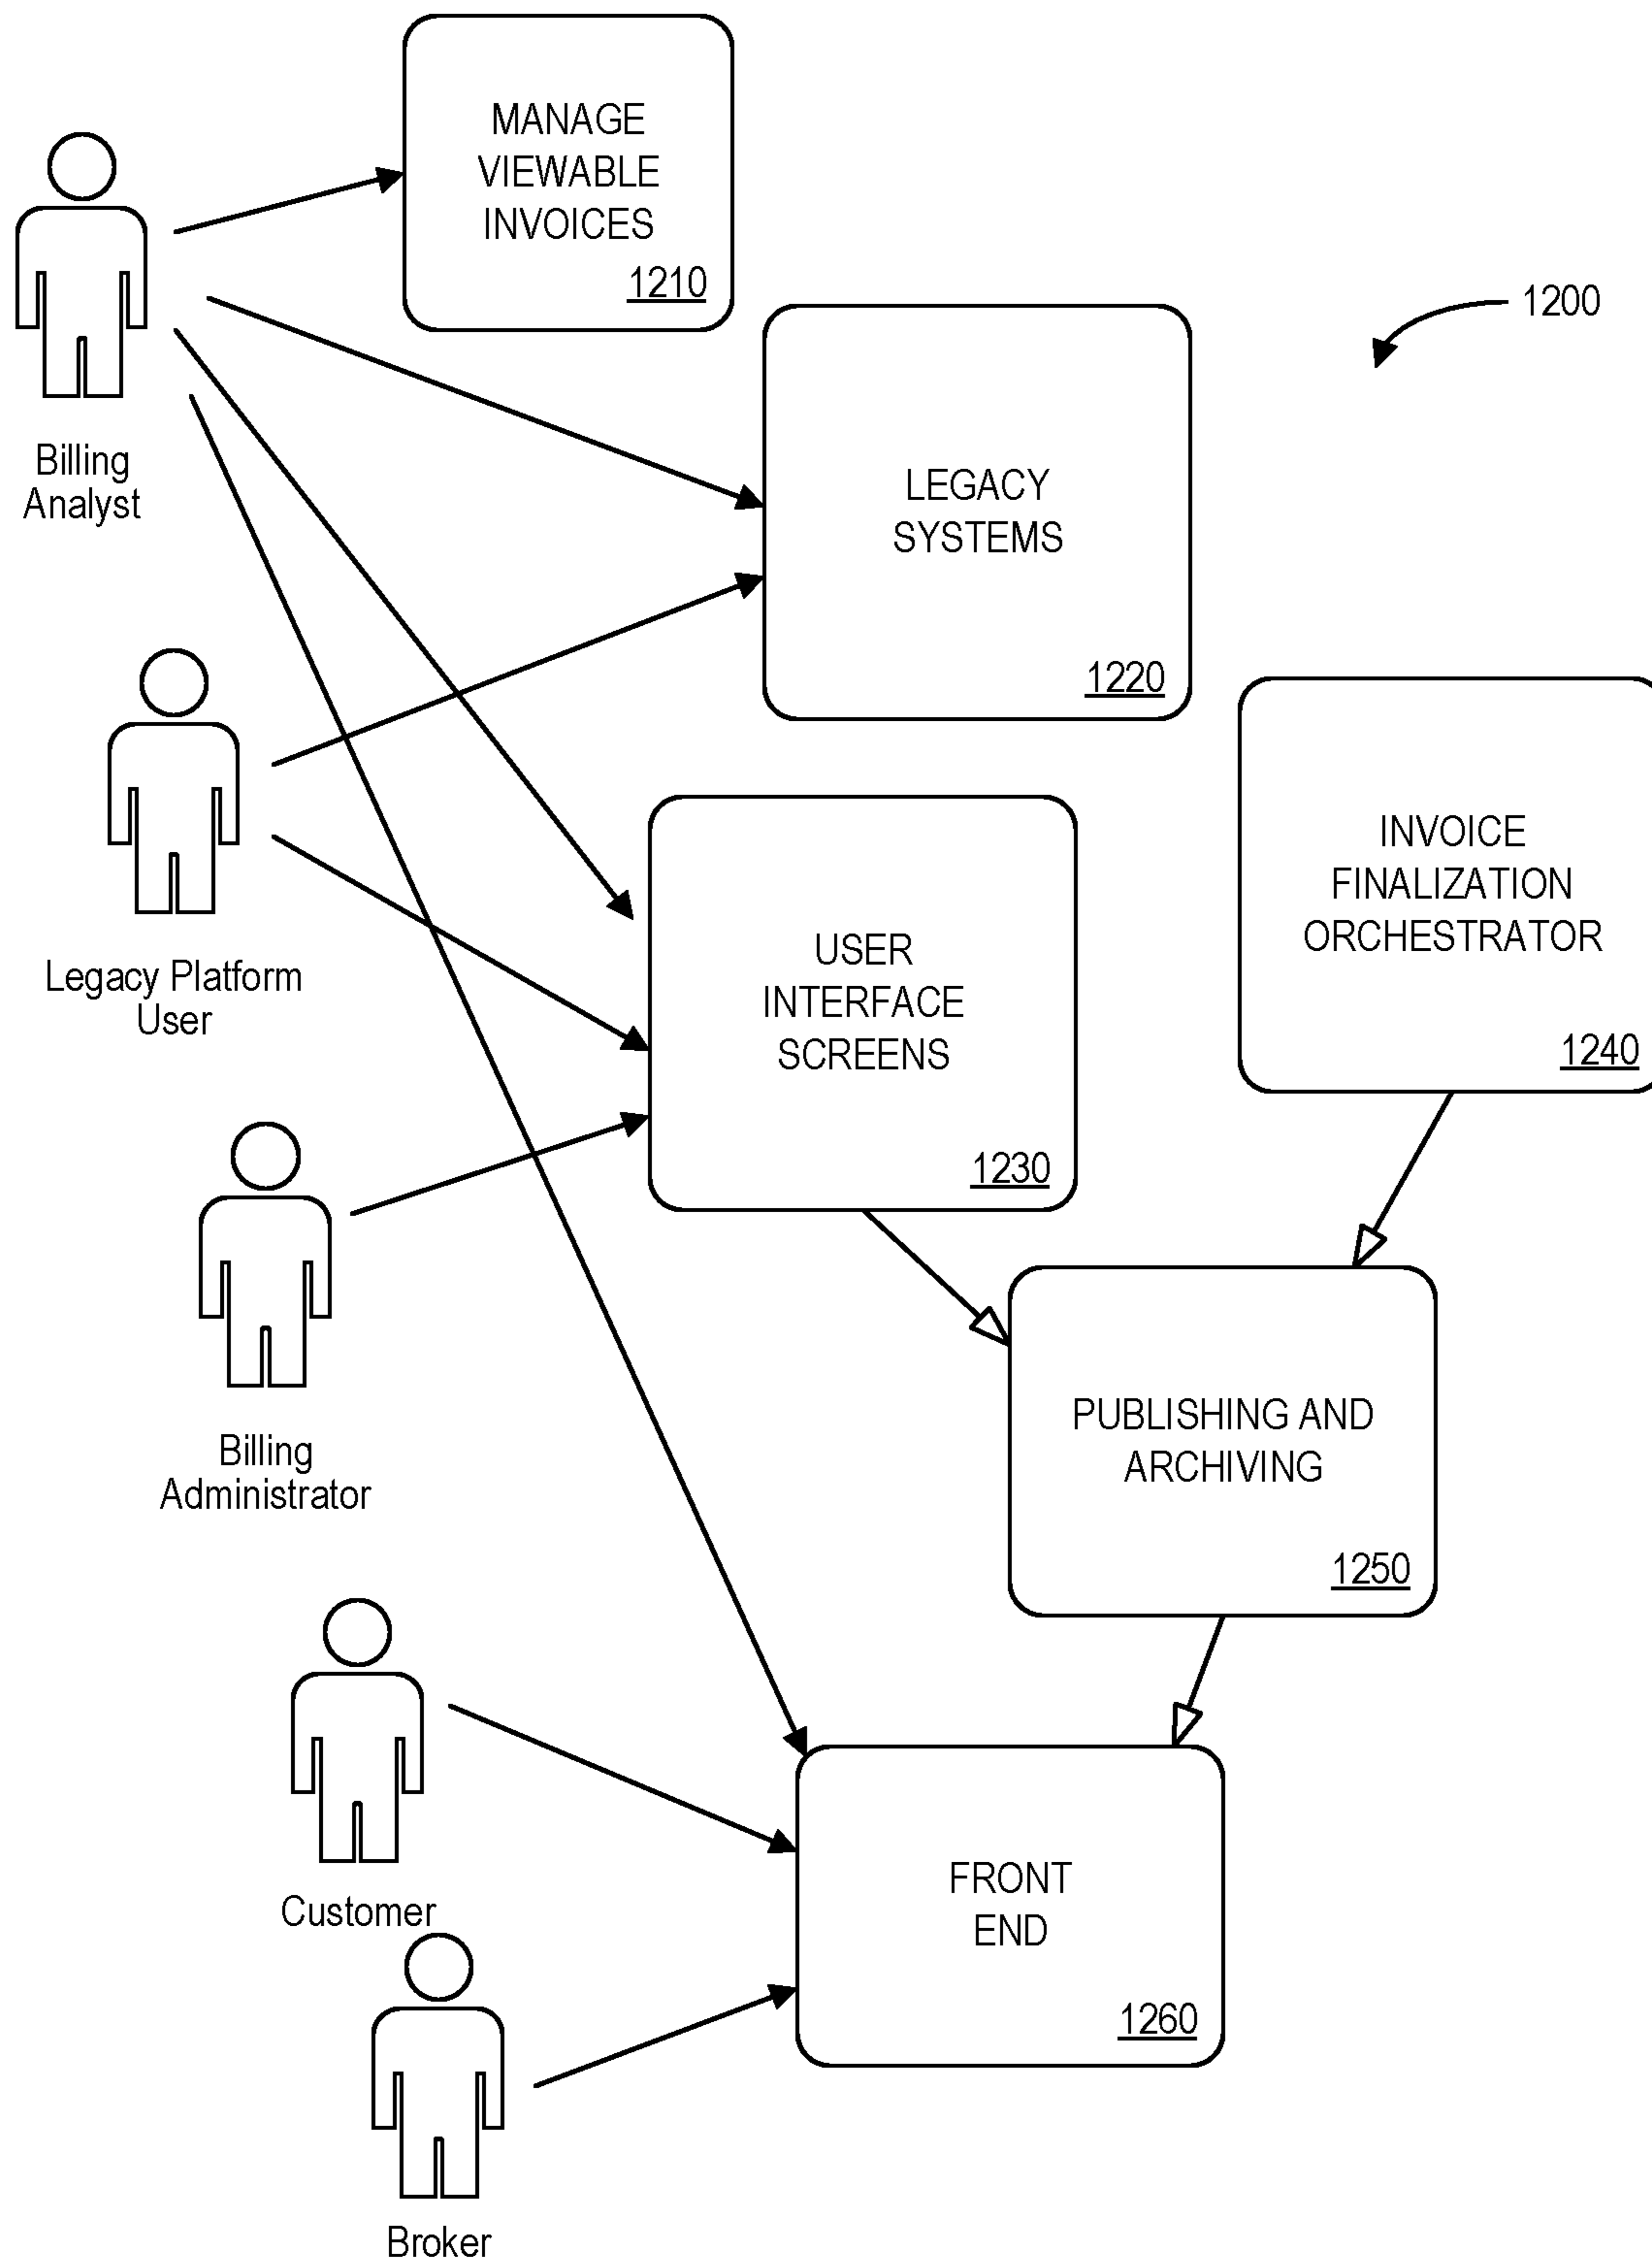 MANAGE
VIEWABLE
INVOICES
1210
1200
Billing
Analyst
LEGACY
SYSTEMS
1220
Legacy Platform
User
INVOICE
FINALIZATION
ORCHESTRATOR
1240
USER
INTERFACE
SCREENS
1230
Billing
Administrator
PUBLISHING AND
ARCHIVING
1250
Customer
FRONT
END
1260
Broker